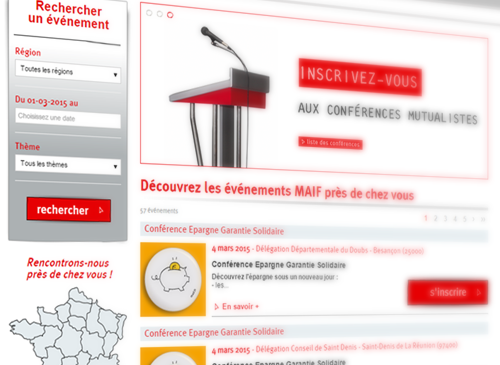 Rechercher
un événement
Région
Toutes les régions
Du 01-03-2015 au
Choisissez une date
Thème
Tous les thèmes
rechercher
Rencontrons-nous
près de chez vous !
INSCRIVEZ-VOUS
AUX CONFÉRENCES MUTUALISTES
liste des conférences
Découvrez les événements MAIF près de chez vous
57 événements
1 2 3 4 5
Conférence Epargne Garantie Solidaire
4 mars 2015 - Délégation Départementale du Doubs - Besançon (25000)
Conférence Epargne Garantie Solidaire
Découvrez l'épargne sous un nouveau jour :
- les...
En savoir +
s'inscrire
Conférence Epargne Garantie Solidaire
4 mars 2015 - Délégation Conseil de Saint Denis - Saint Denis de La Réunion
Conférence Epargne Garantie Solidaire